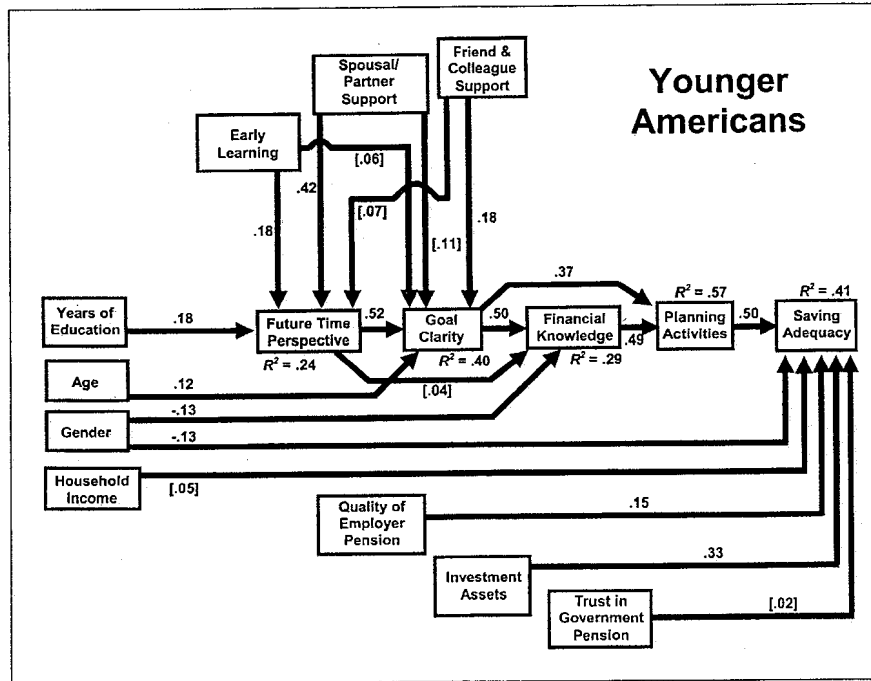 Younger
Americans
Friend &
Colleague
Support
Spousal/
Partner
Support
Early
Learning
[.06]
.42
[.07]
.18
[.11]
.18
.37
Years of
Education
.18
Future Time
Perspective
R² = .24
.52
Goal
Clarity
R² = .40
.50
Financial
Knowledge
R² = .29
.49
R² = .57
Planning
Activities
.50
R² = .41
Saving
Adequacy
[.04]
Age
.12
Gender
-.13
-.13
Household
Income
[.05]
Quality of
Employer
Pension
.15
Investment
Assets
.33
Trust in
Government
Pension
[.02]